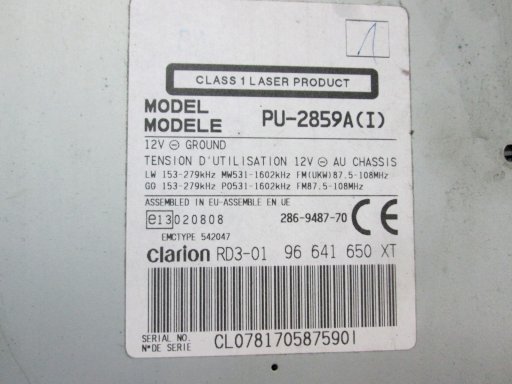 1
CLASS 1 LASER PRODUCT
MODEL
MODELE PU-2859A(I)
12V ⊖ GROUND
TENSION D'UTILISATION 12V ⊖ AU CHASSIS
LW 153-279kHz MW531-1602kHz FM(UKW)87.5-108MHz
GO 153-279kHz PO531-1602kHz FM87.5-108MHz
ASSEMBLED IN EU-ASSEMBLE EN UE
e13 020808 286-9487-70 CE
EMCTYPE 542047
clarion RD3-01 96 641 650 XT
SERIAL NO.
N° DE SERIE CL0781705875901